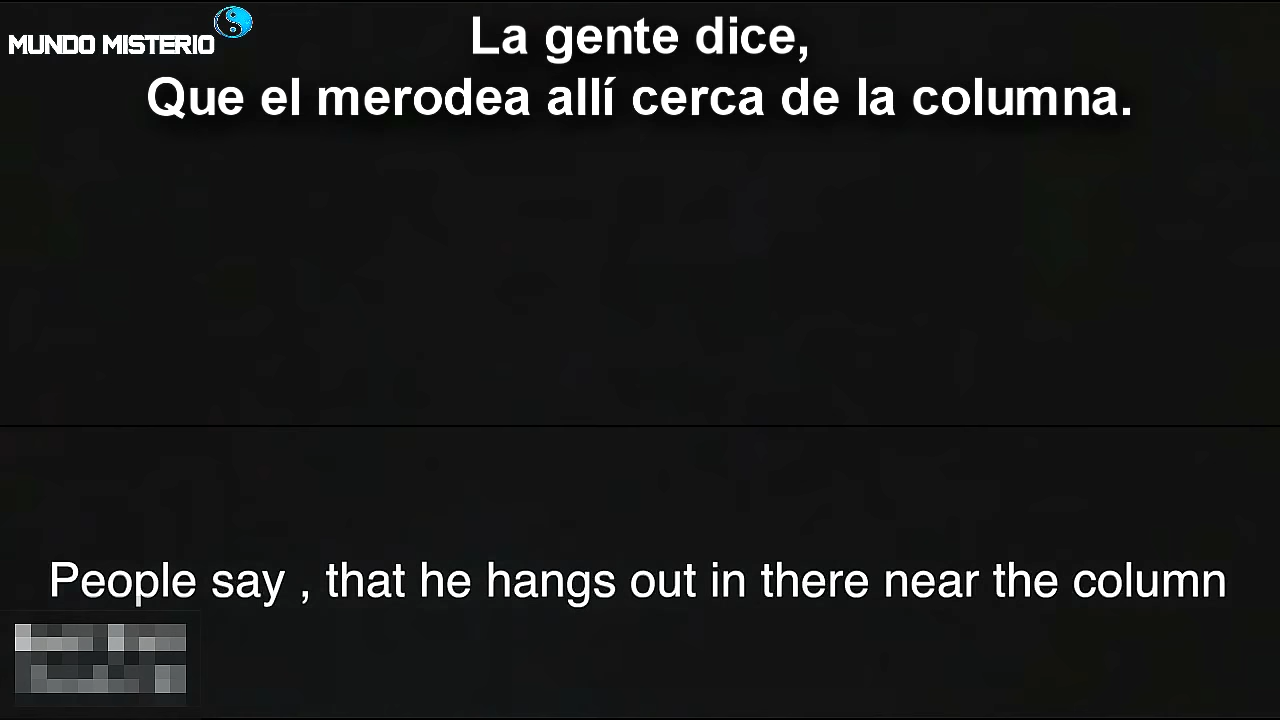 MUNDO MISTERIO
La gente dice,
Que el merodea allí cerca de la columna.
People say , that he hangs out in there near the column